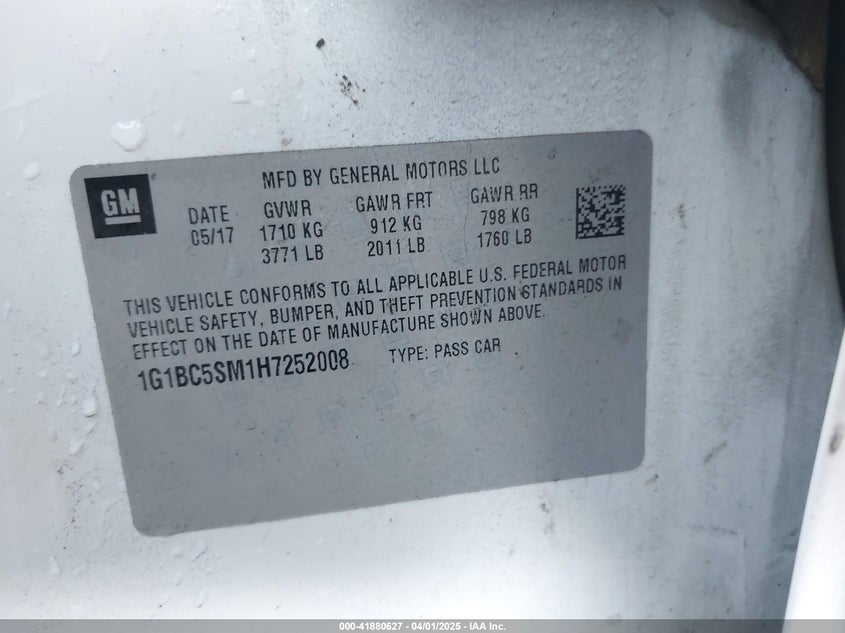 GM
MFD BY GENERAL MOTORS LLC
DATE GVWR GAWR FRT GAWR RR
05/17 1710 KG 912 KG 798 KG
3771 LB 2011 LB 1760 LB
THIS VEHICLE CONFORMS TO ALL APPLICABLE U.S. FEDERAL MOTOR
VEHICLE SAFETY, BUMPER, AND THEFT PREVENTION STANDARDS IN
EFFECT ON THE DATE OF MANUFACTURE SHOWN ABOVE.
1G1BC5SM1H7252008 TYPE: PASS CAR
000-41880627 - 04/01/2025 - IAA Inc.